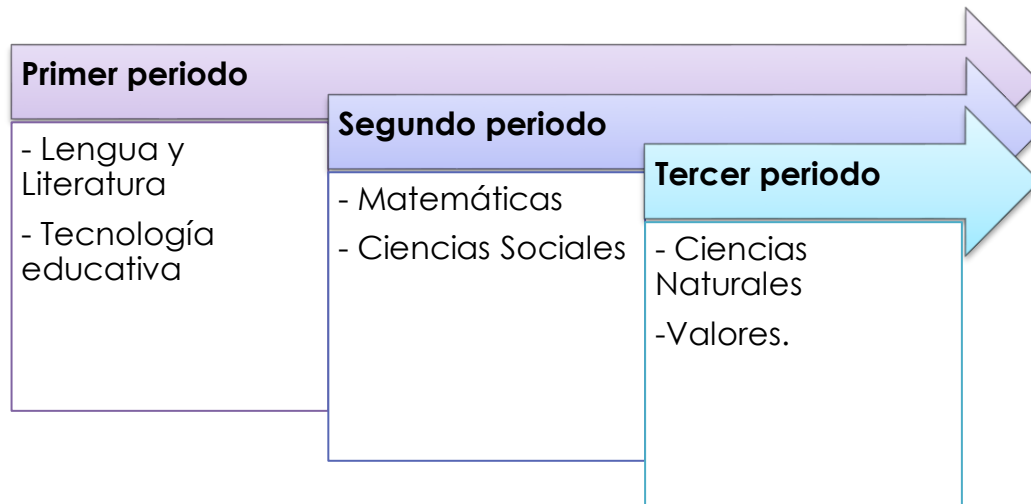 Primer periodo
- Lengua y
Literatura
- Tecnología
educativa
Segundo periodo
- Matemáticas
- Ciencias Sociales
Tercer periodo
- Ciencias
Naturales
-Valores.